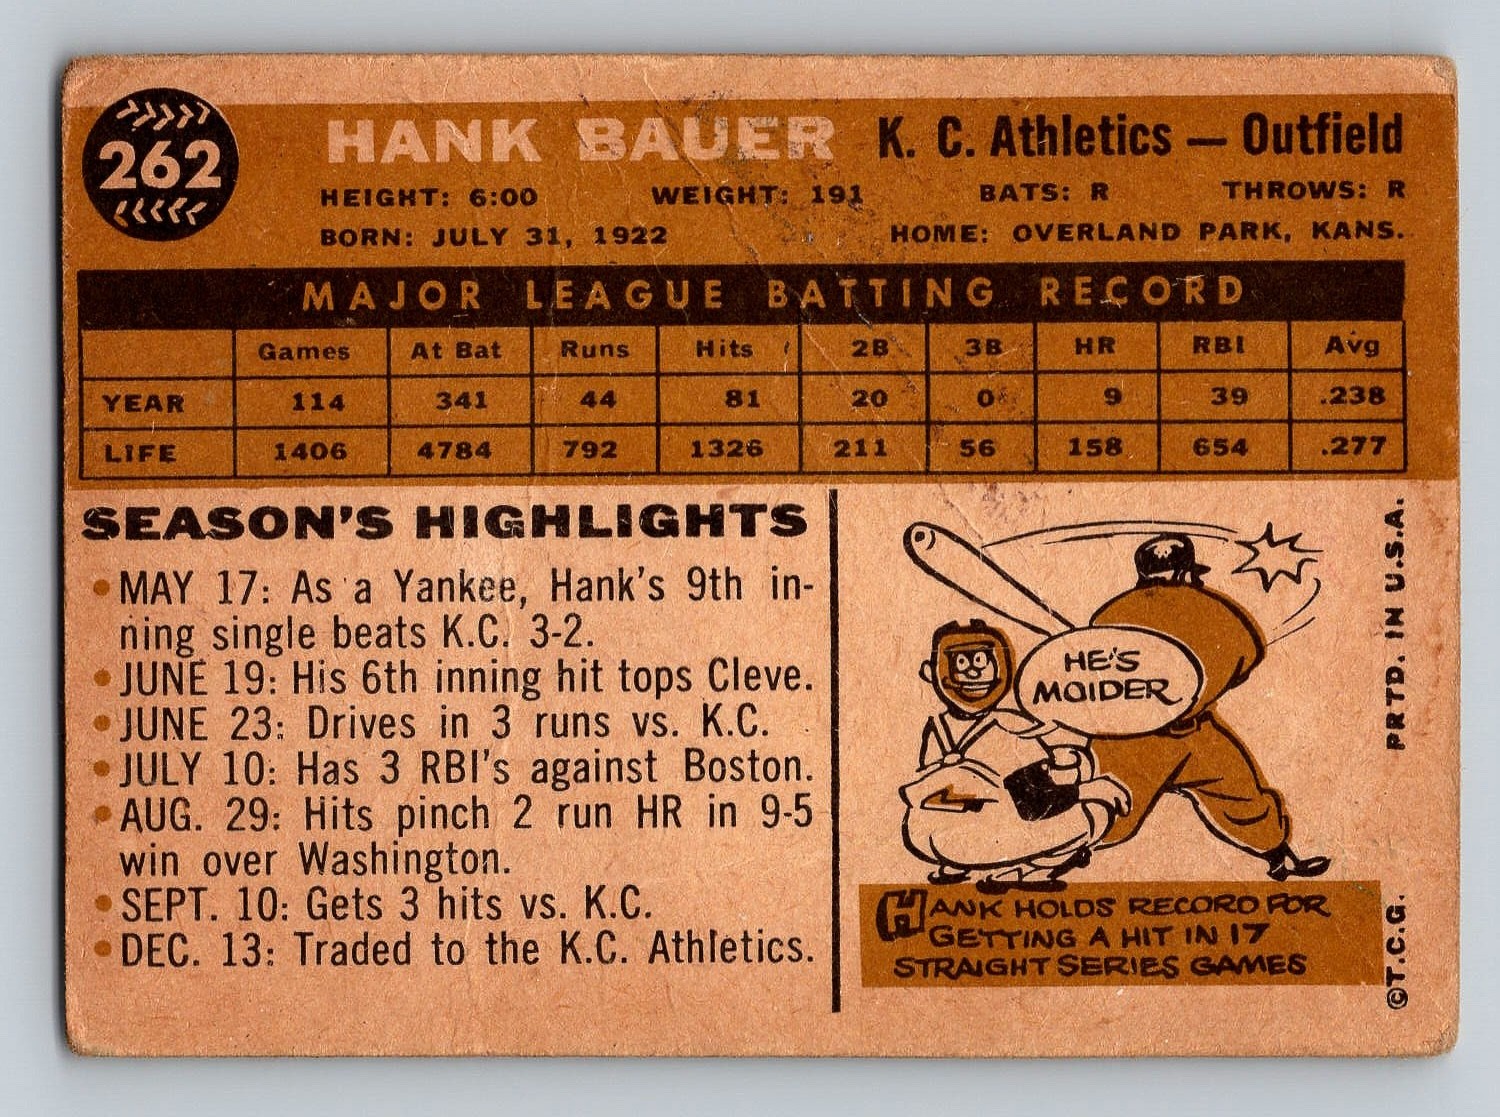 262
HANK BAUER K. C. Athletics — Outfield
HEIGHT: 6:00 WEIGHT: 191 BATS: R THROWS: R
BORN: JULY 31, 1922 HOME: OVERLAND PARK, KANS.
MAJOR LEAGUE BATTING RECORD
Games At Bat Runs Hits 2B 3B HR RBI Avg
YEAR 114 341 44 81 20 0 9 39 .238
LIFE 1406 4784 792 1326 211 56 158 654 .277
SEASON'S HIGHLIGHTS
• MAY 17: As a Yankee, Hank's 9th in-
ning single beats K.C. 3-2.
• JUNE 19: His 6th inning hit tops Cleve.
• JUNE 23: Drives in 3 runs vs. K.C.
• JULY 10: Has 3 RBI's against Boston.
• AUG. 29: Hits pinch 2 run HR in 9-5
win over Washington.
• SEPT. 10: Gets 3 hits vs. K.C.
• DEC. 13: Traded to the K.C. Athletics.
HE'S
MOIDER
HANK HOLDS RECORD FOR
GETTING A HIT IN 17
STRAIGHT SERIES GAMES
©T.C.G. PRTD. IN U.S.A.